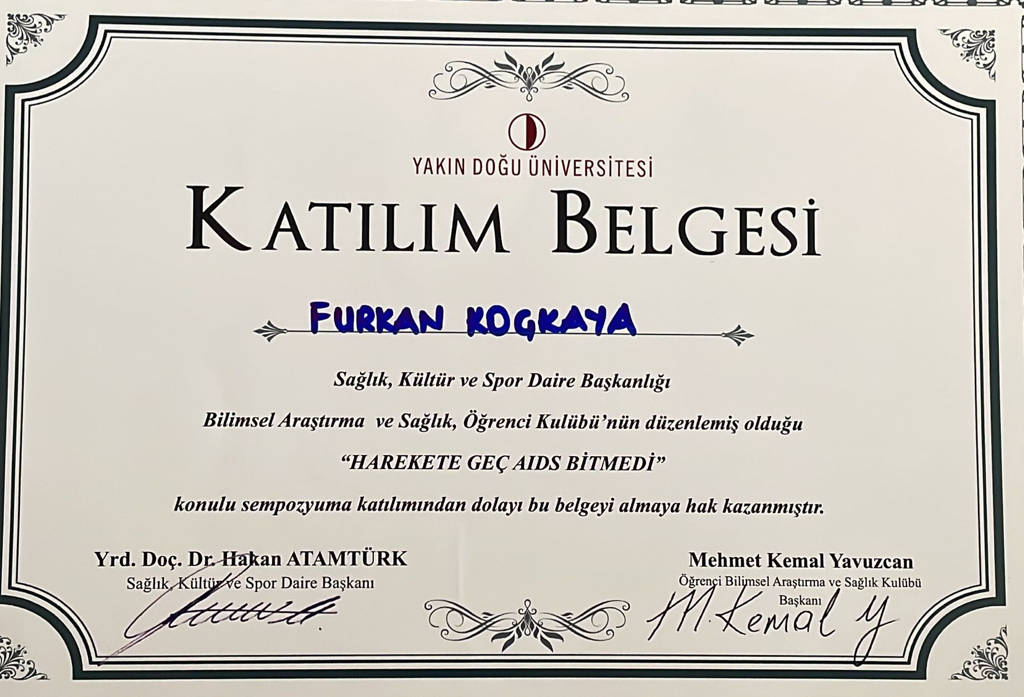 YAKIN DOĞU ÜNİVERSİTESİ
KATILIM BELGESİ
FURKAN KOGKAYA
Sağlık, Kültür ve Spor Daire Başkanlığı
Bilimsel Araştırma ve Sağlık, Öğrenci Kulübü’nün düzenlemiş olduğu
“HAREKETE GEÇ AIDS BİTMEDİ”
konulu sempozyuma katılımından dolayı bu belgeyi almaya hak kazanmıştır.
Yrd. Doç. Dr. Hakan ATAMTÜRK
Sağlık, Kültür ve Spor Daire Başkanı
Mehmet Kemal Yavuzcan
Öğrenci Bilimsel Araştırma ve Sağlık Kulübü
Başkanı
M. Kemal Y